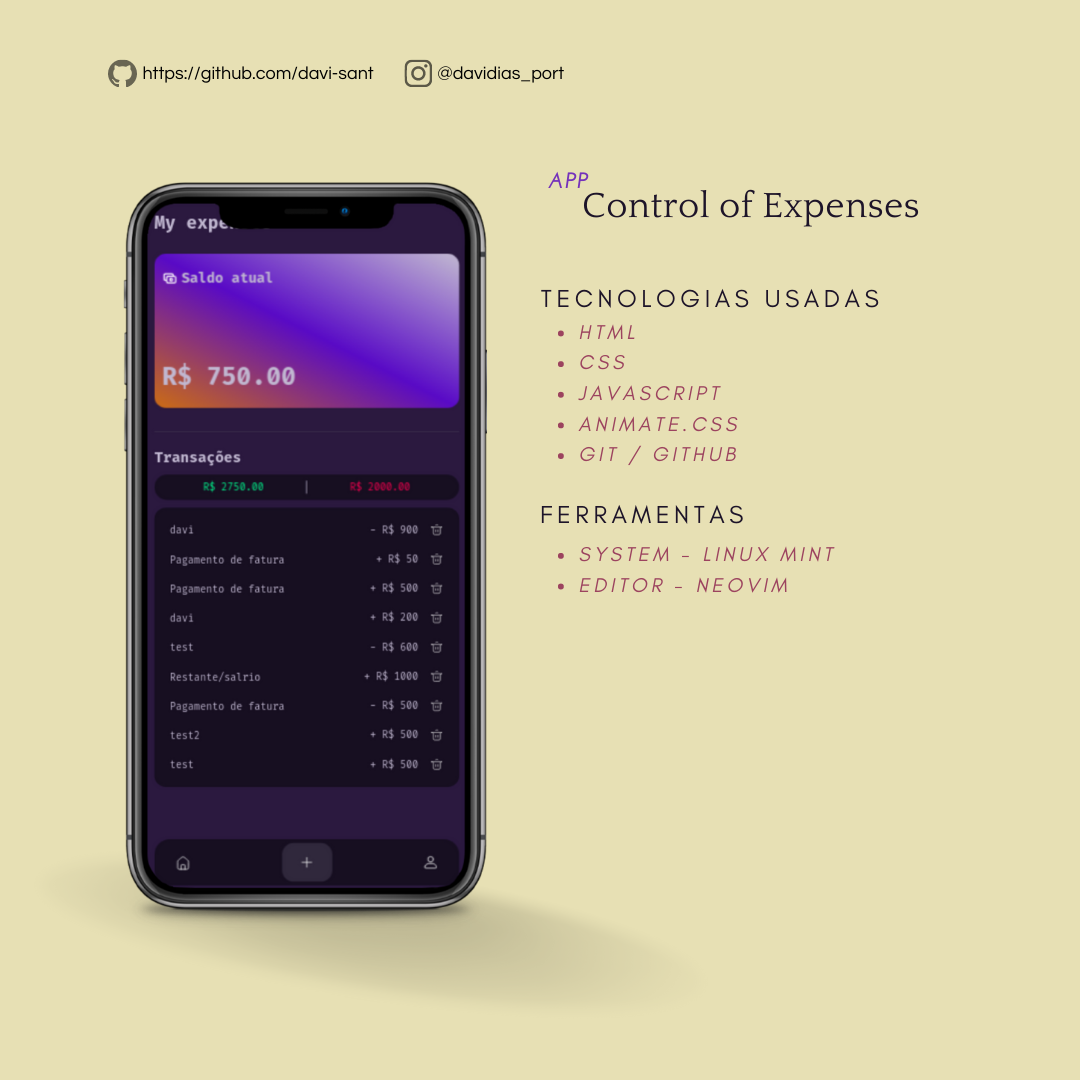 https://github.com/davi-sant
@davidias_port
APP
Control of Expenses
TECNOLOGIAS USADAS
HTML
CSS
JAVASCRIPT
ANIMATE.CSS
GIT / GITHUB
FERRAMENTAS
SYSTEM - LINUX MINT
EDITOR - NEOVIM
My
Saldo atual
R$ 750.00
Transações
R$ 2750.00 | R$ 2000.00
davi - R$ 900
Pagamento de fatura + R$ 50
Pagamento de fatura + R$ 500
davi + R$ 200
test - R$ 600
Restante/salrio + R$ 1000
Pagamento de fatura - R$ 500
test2 + R$ 500
test + R$ 500
+